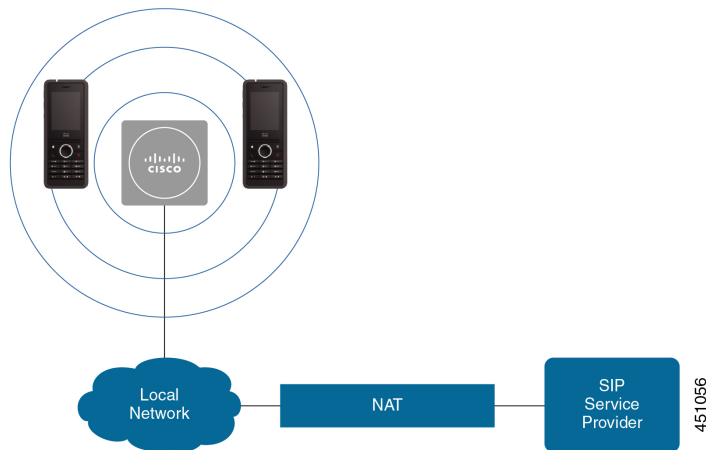 CISCO
Local
Network
NAT
SIP
Service
Provider
451056